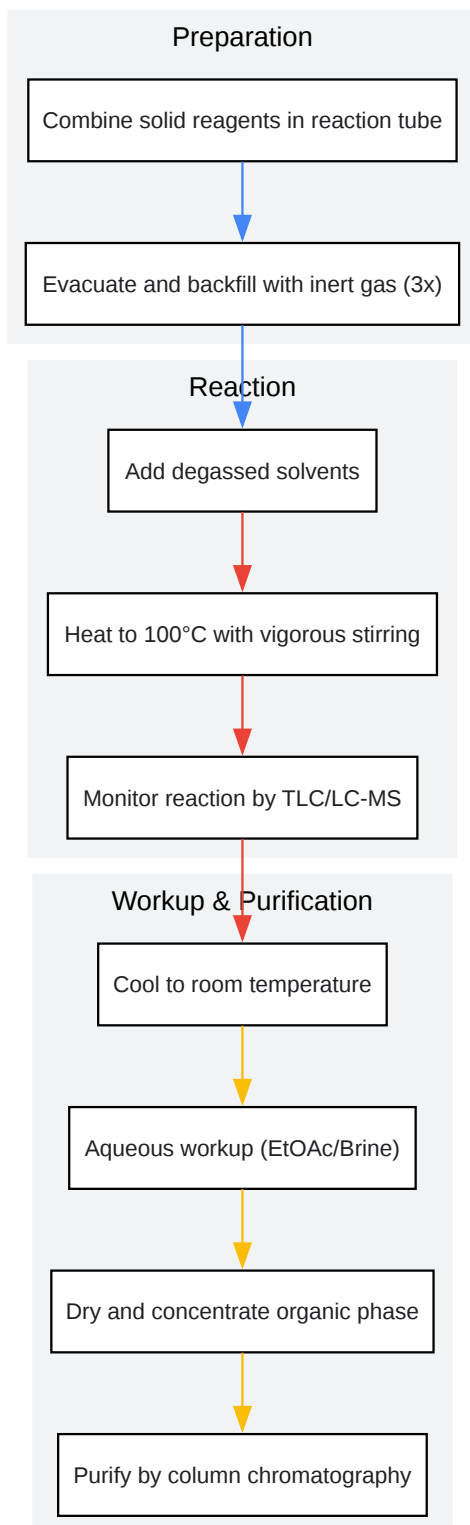 Preparation
Combine solid reagents in reaction tube
Evacuate and backfill with inert gas (3x)
Reaction
Add degassed solvents
Heat to 100°C with vigorous stirring
Monitor reaction by TLC/LC-MS
Workup & Purification
Cool to room temperature
Aqueous workup (EtOAc/Brine)
Dry and concentrate organic phase
Purify by column chromatography